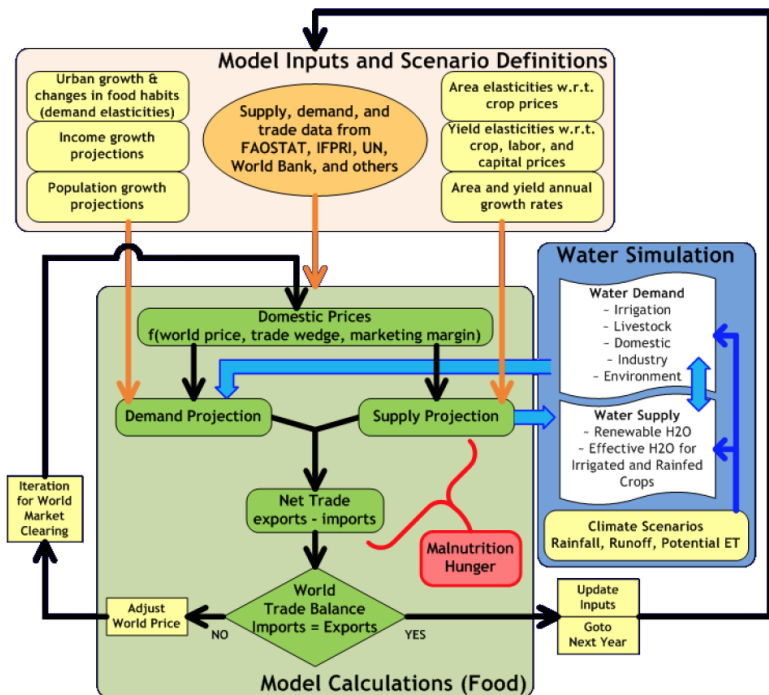 Model Inputs and Scenario Definitions
Urban growth &
changes in food habits
(demand elasticities)
Income growth
projections
Population growth
projections
Supply, demand, and
trade data from
FAOSTAT, IFPRI, UN,
World Bank, and others
Area elasticities w.r.t.
crop prices
Yield elasticities w.r.t.
crop, labor, and
capital prices
Area and yield annual
growth rates
Water Simulation
Water Demand
– Irrigation
– Livestock
– Domestic
– Industry
– Environment
Water Supply
– Renewable H2O
– Effective H2O for
Irrigated and Rainfed
Crops
Climate Scenarios
Rainfall, Runoff, Potential ET
Domestic Prices
f(world price, trade wedge, marketing margin)
Demand Projection
Supply Projection
Net Trade
exports – imports
Malnutrition
Hunger
World
Trade Balance
Imports = Exports
NO
YES
Iteration
for World
Market
Clearing
Adjust
World Price
Update
Inputs
Goto
Next Year
Model Calculations (Food)